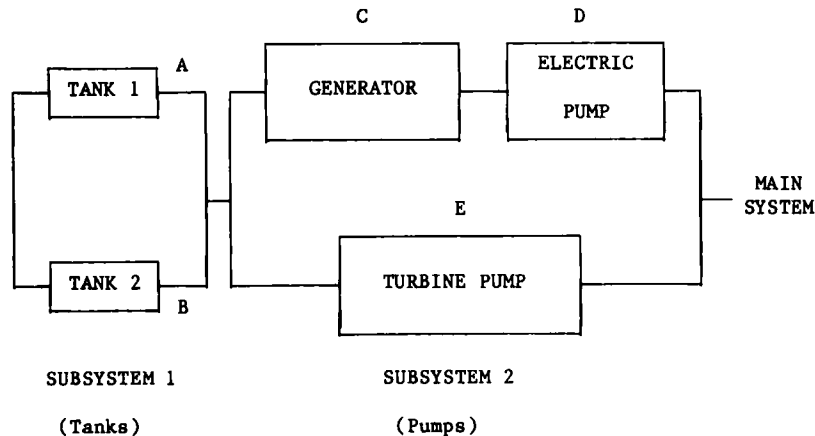 C
D
A
TANK 1
GENERATOR
ELECTRIC
PUMP
MAIN
SYSTEM
E
TANK 2
B
TURBINE PUMP
SUBSYSTEM 1
(Tanks)
SUBSYSTEM 2
(Pumps)